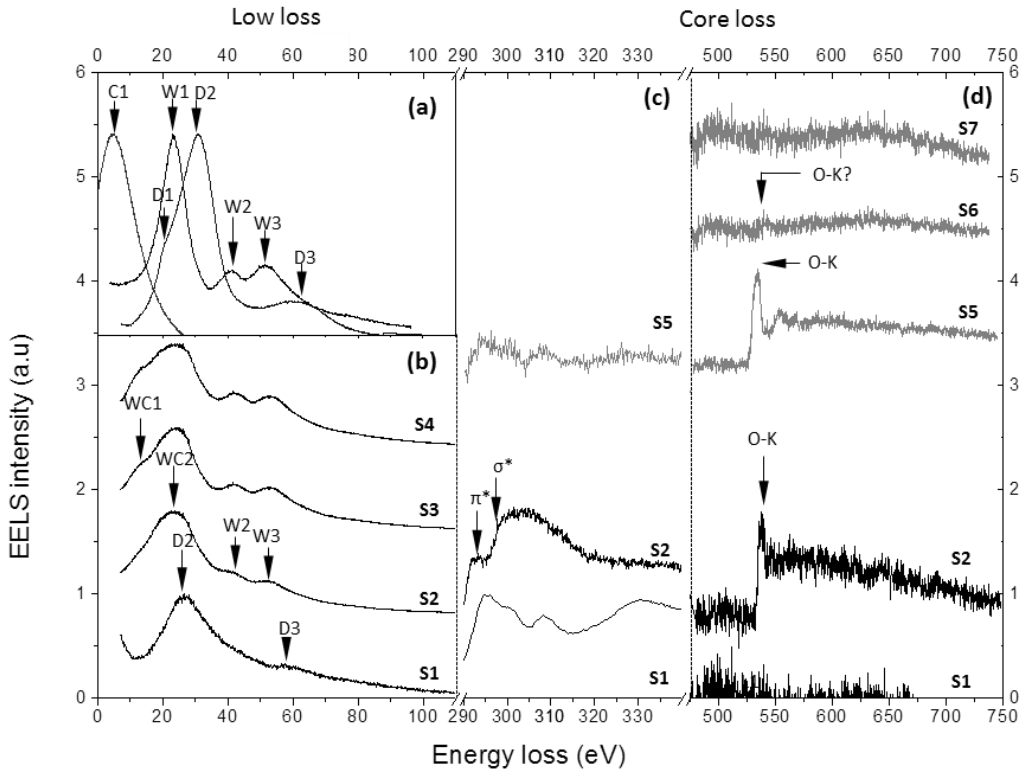 Low loss
Core loss
0 20 40 60 80 100
290 300 310 320 330
500 550 600 650 700 750
6
5
4
3
2
1
0
6
5
3
2
1
0
EELS intensity (a.u)
(a)
C1
W1
D2
D1
W2
W3
D3
(b)
WC1
S4
WC2
S3
D2
W2
W3
S2
D3
S1
(c)
S5
π*
σ*
S2
S1
(d)
S7
O-K?
S6
O-K
S5
O-K
S2
S1
0 20 40 60 80 100
290 300 310 320 330
500 550 600 650 700 750
Energy loss (eV)